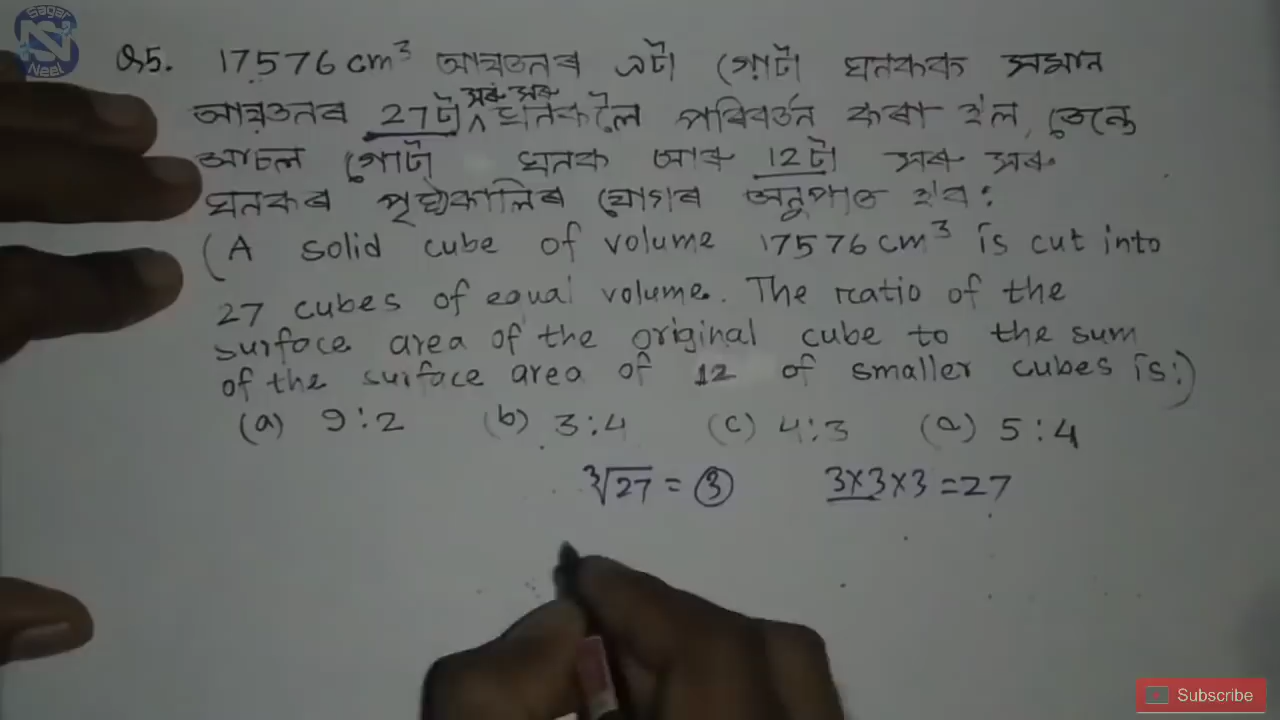 Sagar
Neel
Q5. 17576 cm³ আয়তনৰ এটা গোটা ঘনকক সমান
সৰু সৰু
আয়তনৰ 27টা ^ ঘনকলৈ পৰিবৰ্তন কৰা হ'ল, তেন্তে
আচল গোটা ঘনক আৰু 12টা সৰু সৰু
ঘনকৰ পৃষ্ঠকালিৰ যোগৰ অনুপাত হ'ব:
(A solid cube of volume 17576 cm³ is cut into
27 cubes of equal volume. The ratio of the
surface area of the original cube to the sum
of the surface area of 12 of smaller cubes is:)
(a) 9:2 (b) 3:4 (c) 4:3 (d) 5:4
∛27 = 3 3×3×3 = 27
Subscribe